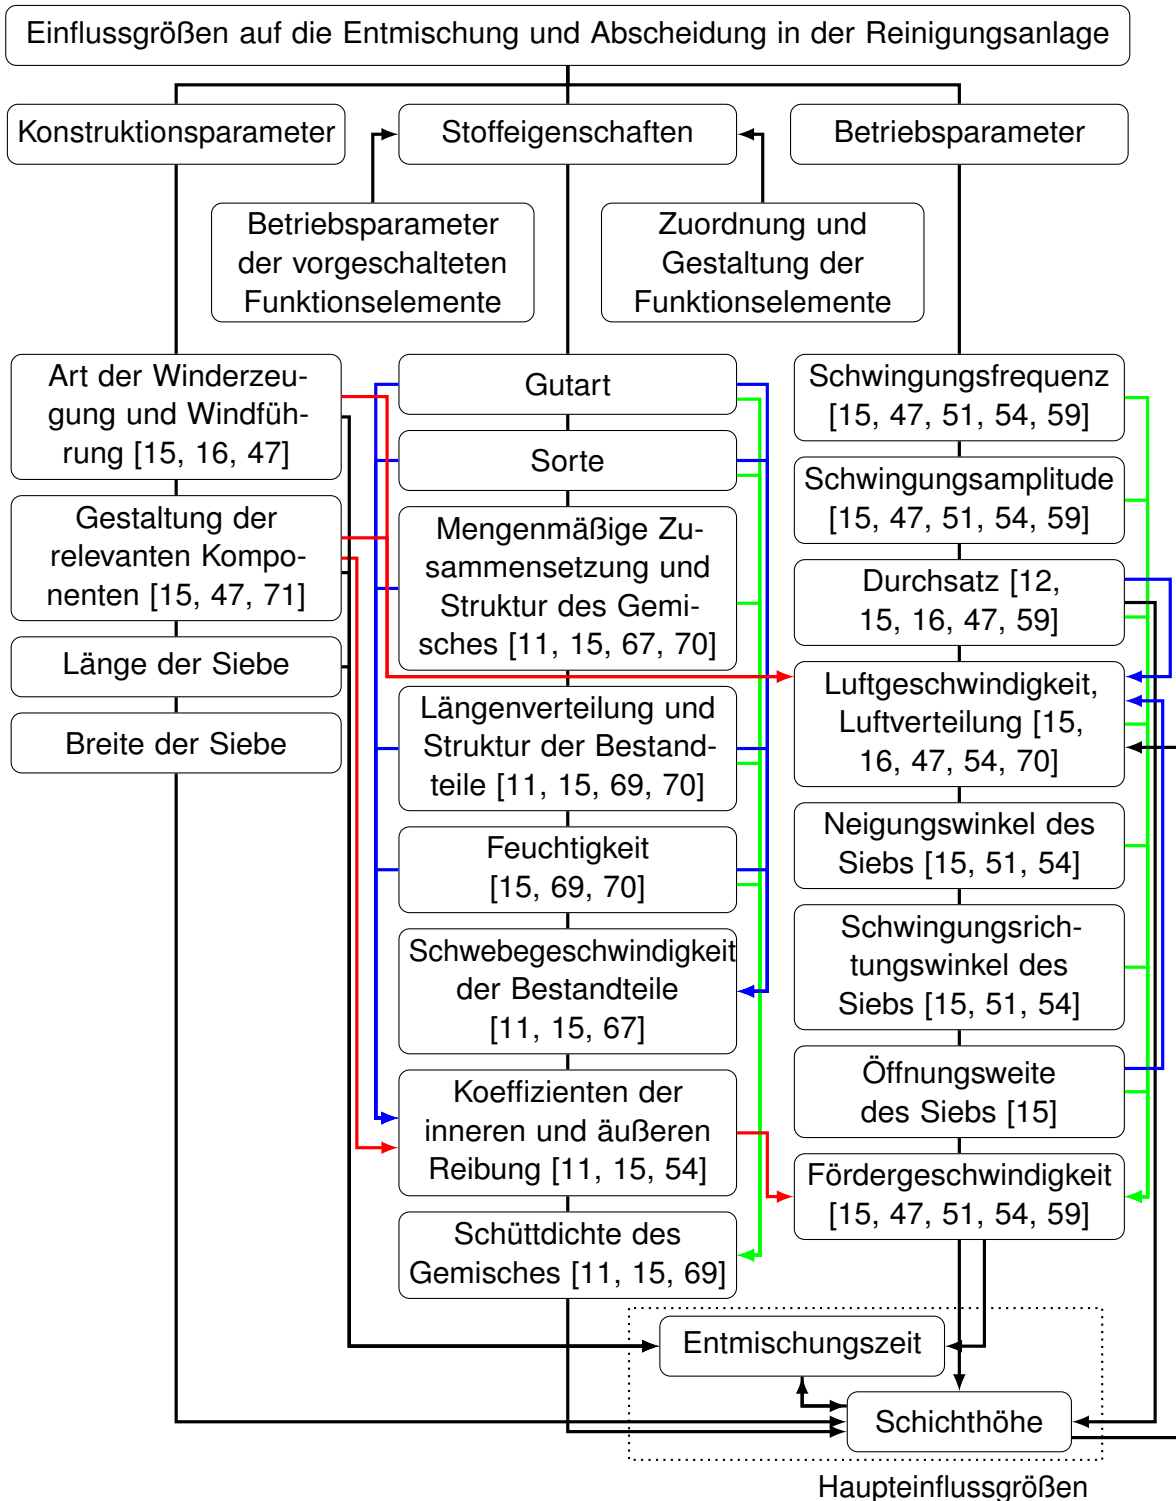 Einflussgrößen auf die Entmischung und Abscheidung in der Reinigungsanlage
Konstruktionsparameter
Stoffeigenschaften
Betriebsparameter
Betriebsparameter
der vorgeschalteten
Funktionselemente
Zuordnung und
Gestaltung der
Funktionselemente
Art der Winderzeu-
gung und Windfüh-
rung [15, 16, 47]
Gestaltung der
relevanten Kompo-
nenten [15, 47, 71]
Länge der Siebe
Breite der Siebe
Gutart
Sorte
Mengenmäßige Zu-
sammensetzung und
Struktur des Gemi-
sches [11, 15, 67, 70]
Längenverteilung und
Struktur der Bestand-
teile [11, 15, 69, 70]
Feuchtigkeit
[15, 69, 70]
Schwebegeschwindigkeit
der Bestandteile
[11, 15, 67]
Koeffizienten der
inneren und äußeren
Reibung [11, 15, 54]
Schüttdichte des
Gemisches [11, 15, 69]
Schwingungsfrequenz
[15, 47, 51, 54, 59]
Schwingungsamplitude
[15, 47, 51, 54, 59]
Durchsatz [12,
15, 16, 47, 59]
Luftgeschwindigkeit,
Luftverteilung [15,
16, 47, 54, 70]
Neigungswinkel des
Siebs [15, 51, 54]
Schwingungsrich-
tungswinkel des
Siebs [15, 51, 54]
Öffnungsweite
des Siebs [15]
Fördergeschwindigkeit
[15, 47, 51, 54, 59]
Entmischungszeit
Schichthöhe
Haupteinflussgrößen